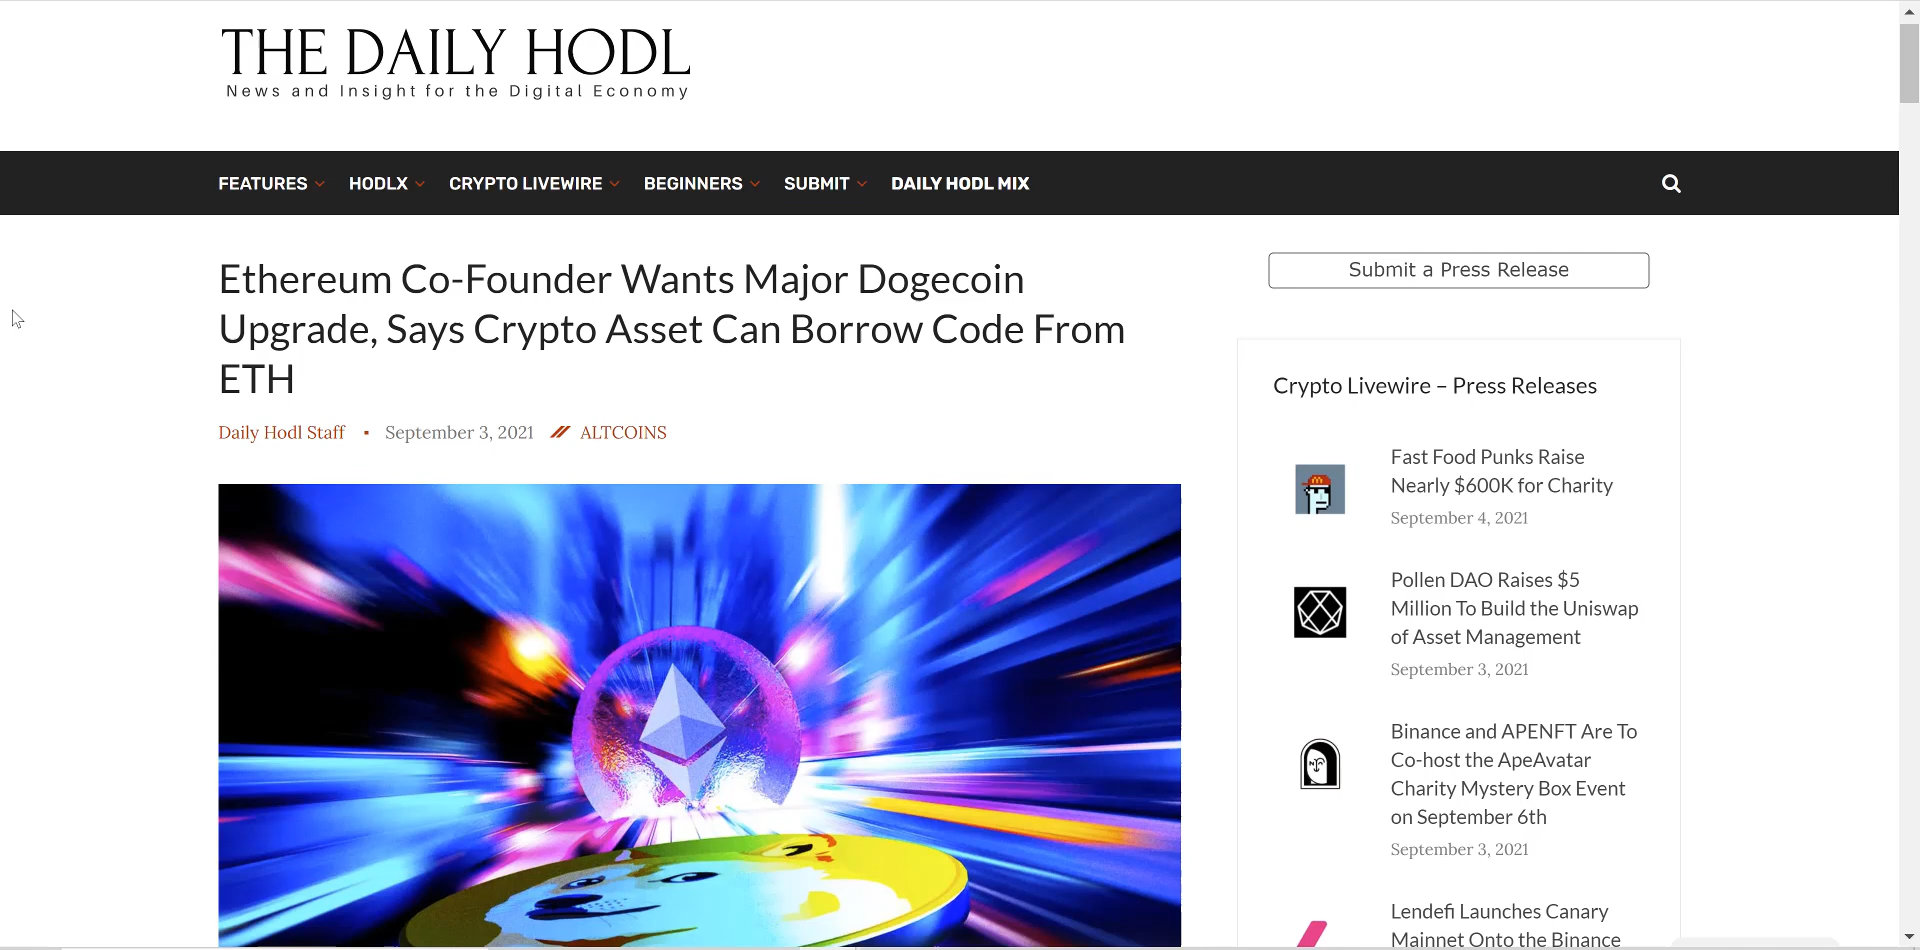 THE DAILY HODL
News and Insight for the Digital Economy
FEATURES HODLX CRYPTO LIVEWIRE BEGINNERS SUBMIT DAILY HODL MIX
Ethereum Co-Founder Wants Major Dogecoin
Upgrade, Says Crypto Asset Can Borrow Code From
ETH
Daily Hodl Staff ▪ September 3, 2021 ALTCOINS
Submit a Press Release
Crypto Livewire – Press Releases
Fast Food Punks Raise
Nearly $600K for Charity
September 4, 2021
Pollen DAO Raises $5
Million To Build the Uniswap
of Asset Management
September 3, 2021
Binance and APENFT Are To
Co-host the ApeAvatar
Charity Mystery Box Event
on September 6th
September 3, 2021
Lendefi Launches Canary
Mainnet Onto the Binance